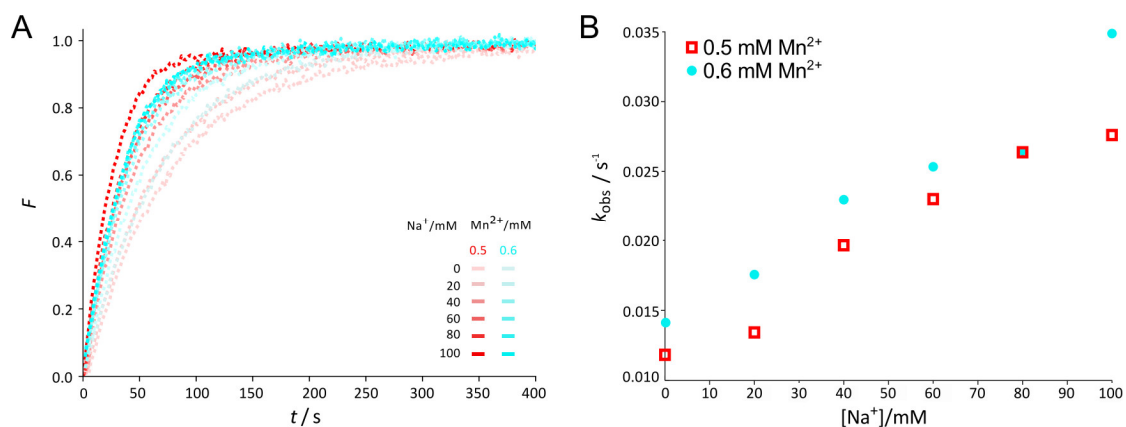 A
F
1.0
0.8
0.6
0.4
0.2
0.0
0 50 100 150 200 250 300 350 400
t / s
Na⁺/mM Mn²⁺/mM
0.5 0.6
0
20
40
60
80
100
B
k_obs / s⁻¹
0.035
0.030
0.025
0.020
0.015
0.010
0 10 20 30 40 50 60 70 80 90 100
[Na⁺]/mM
0.5 mM Mn²⁺
0.6 mM Mn²⁺